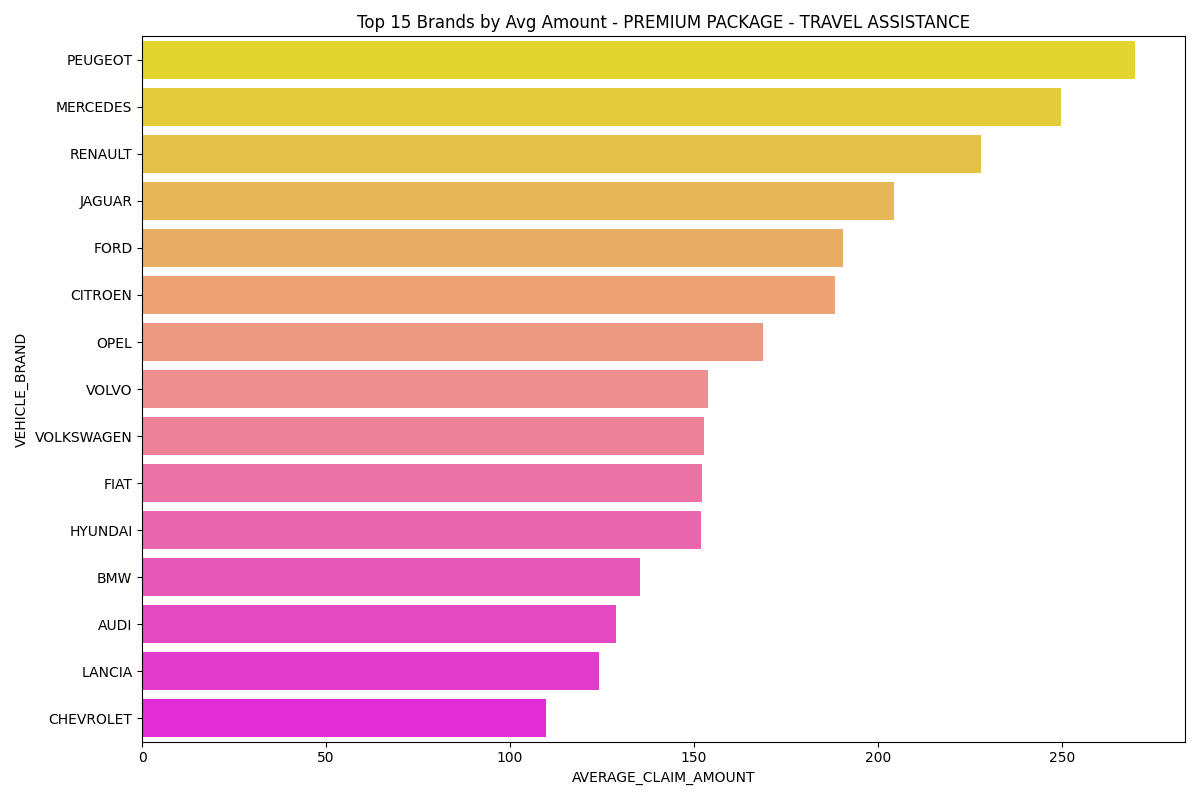 Top 15 Brands by Avg Amount - PREMIUM PACKAGE - TRAVEL ASSISTANCE
VEHICLE_BRAND
PEUGEOT
MERCEDES
RENAULT
JAGUAR
FORD
CITROEN
OPEL
VOLVO
VOLKSWAGEN
FIAT
HYUNDAI
BMW
AUDI
LANCIA
CHEVROLET
0 50 100 150 200 250
AVERAGE_CLAIM_AMOUNT